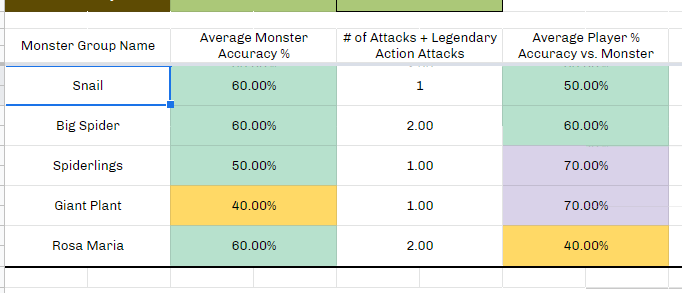 Monster Group Name Average Monster Accuracy % # of Attacks + Legendary Action Attacks Average Player % Accuracy vs. Monster
Snail 60.00% 1 50.00%
Big Spider 60.00% 2.00 60.00%
Spiderlings 50.00% 1.00 70.00%
Giant Plant 40.00% 1.00 70.00%
Rosa Maria 60.00% 2.00 40.00%